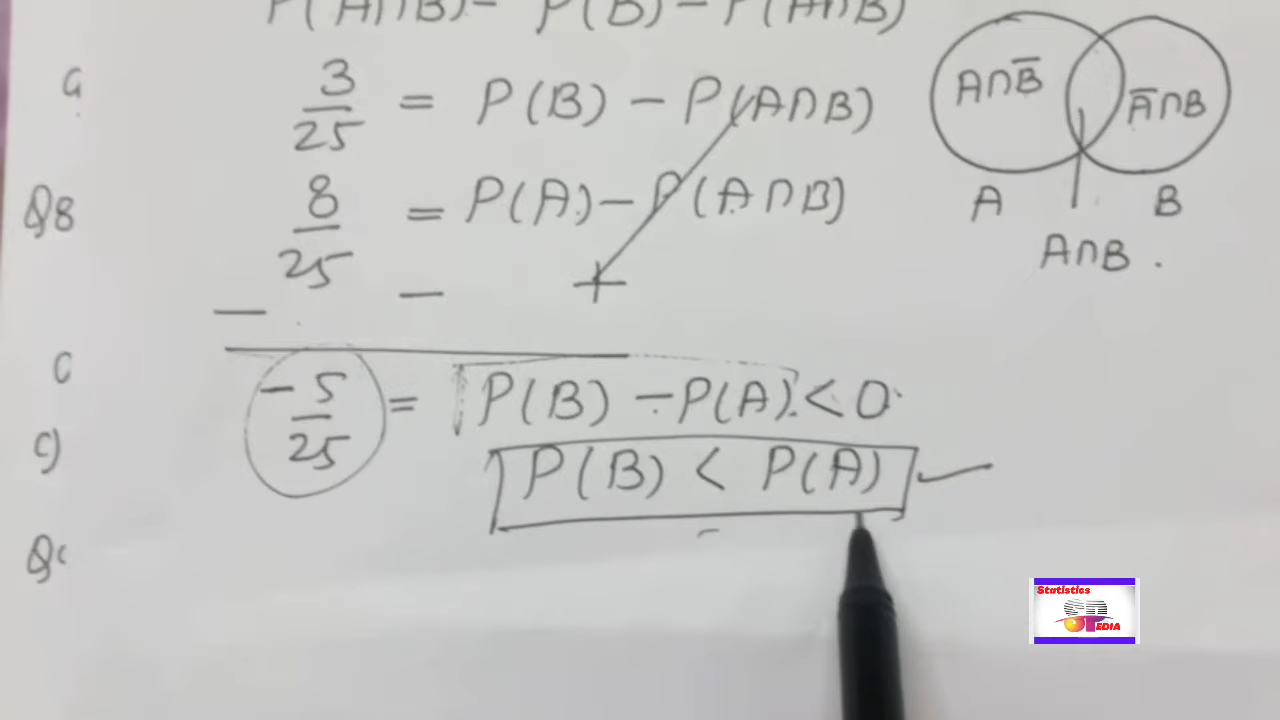 P(A̅∩B) = P(B) - P(A∩B)
3/25 = P(B) - P(A∩B)
Q8
8/25 = P(A) - P(A∩B)
- - +
-5/25 = P(B) - P(A) < 0
C)
P(B) < P(A)
A∩B̅
A̅∩B
A B
A∩B.
Statistics
EDIA